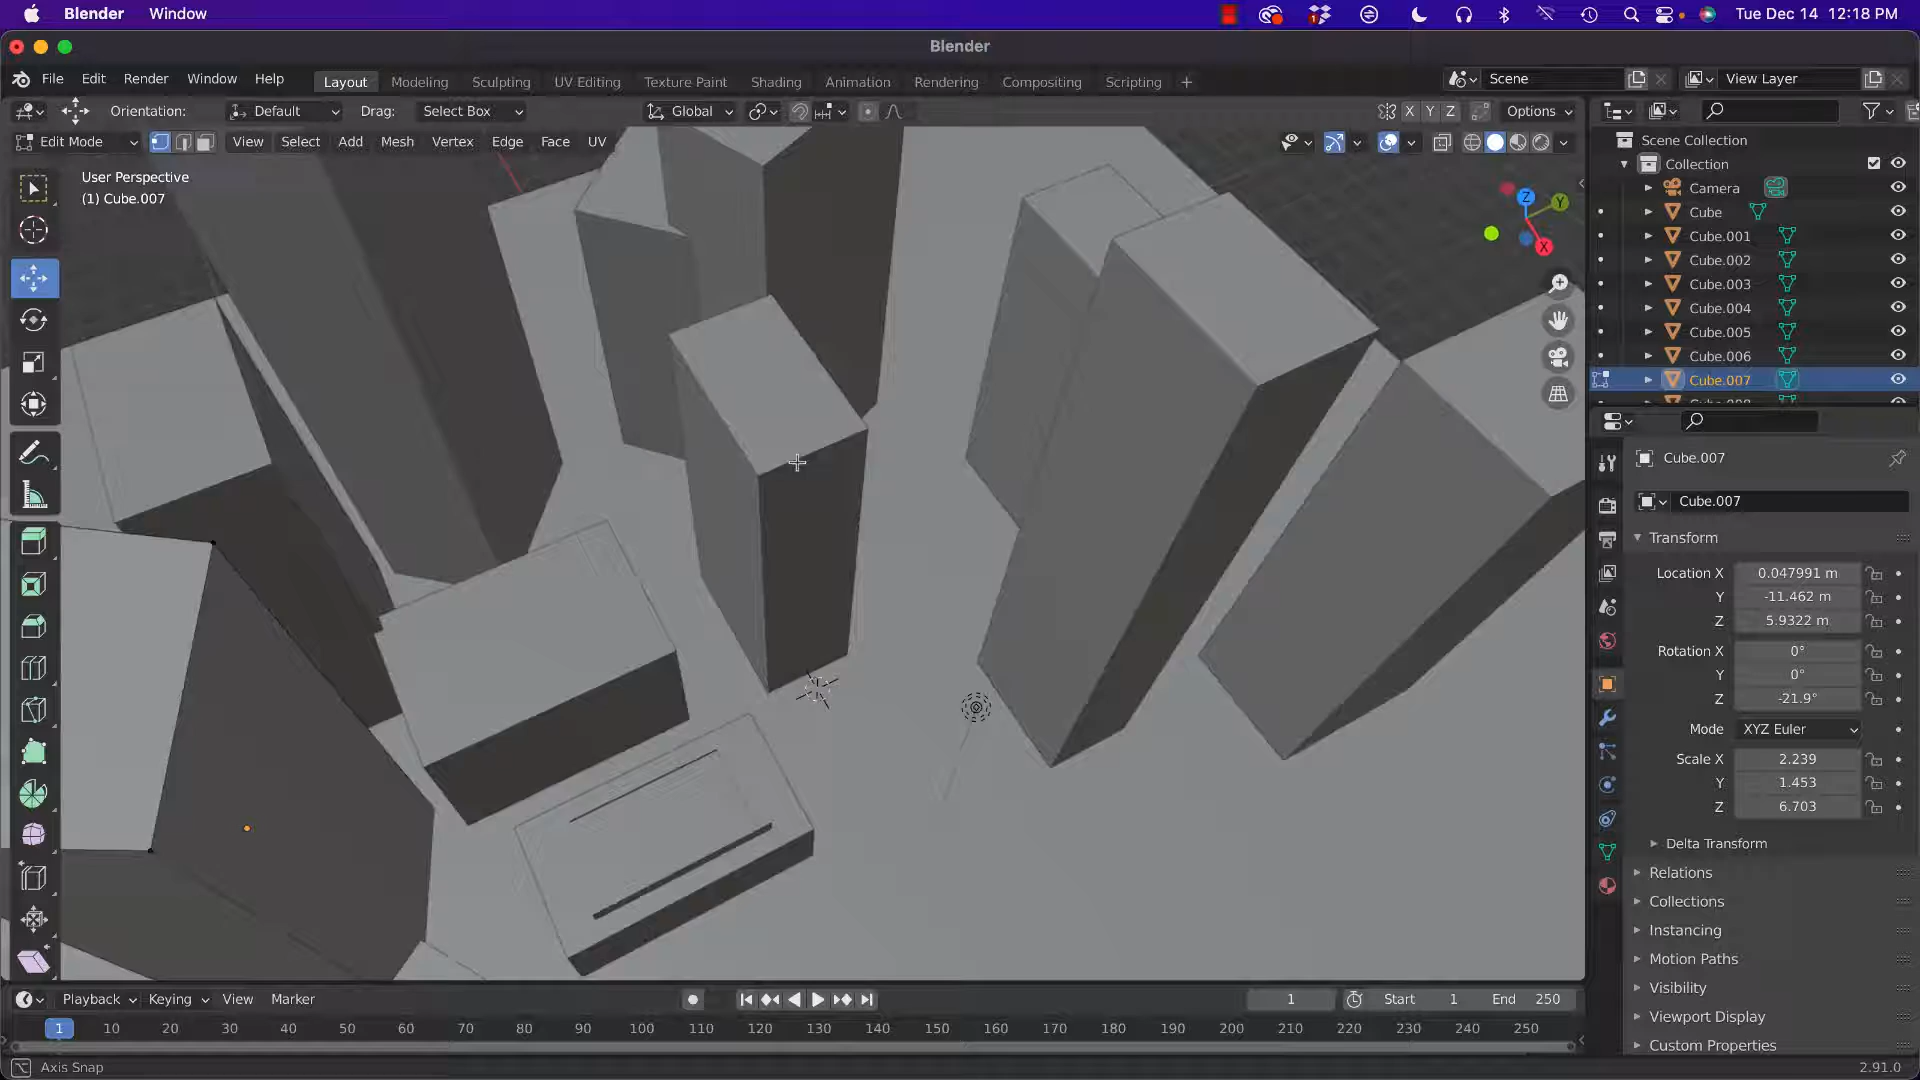 Blender Window Tue Dec 14 12:18 PM
Blender
File Edit Render Window Help Layout Modeling Sculpting UV Editing Texture Paint Shading Animation Rendering Compositing Scripting + Scene View Layer
Orientation: Default Drag: Select Box Global X Y Z Options
Edit Mode View Select Add Mesh Vertex Edge Face UV
User Perspective
(1) Cube.007
Z
Y
X
Scene Collection
Collection
Camera
Cube
Cube.001
Cube.002
Cube.003
Cube.004
Cube.005
Cube.006
Cube.007
Cube.007
Cube.007
Transform
Location X 0.047991 m
Y -11.462 m
Z 5.9322 m
Rotation X 0°
Y 0°
Z -21.9°
Mode XYZ Euler
Scale X 2.239
Y 1.453
Z 6.703
Delta Transform
Relations
Collections
Instancing
Motion Paths
Visibility
Viewport Display
Custom Properties
Playback Keying View Marker 1 Start 1 End 250
1 10 20 30 40 50 60 70 80 90 100 110 120 130 140 150 160 170 180 190 200 210 220 230 240 250
Axis Snap 2.91.0